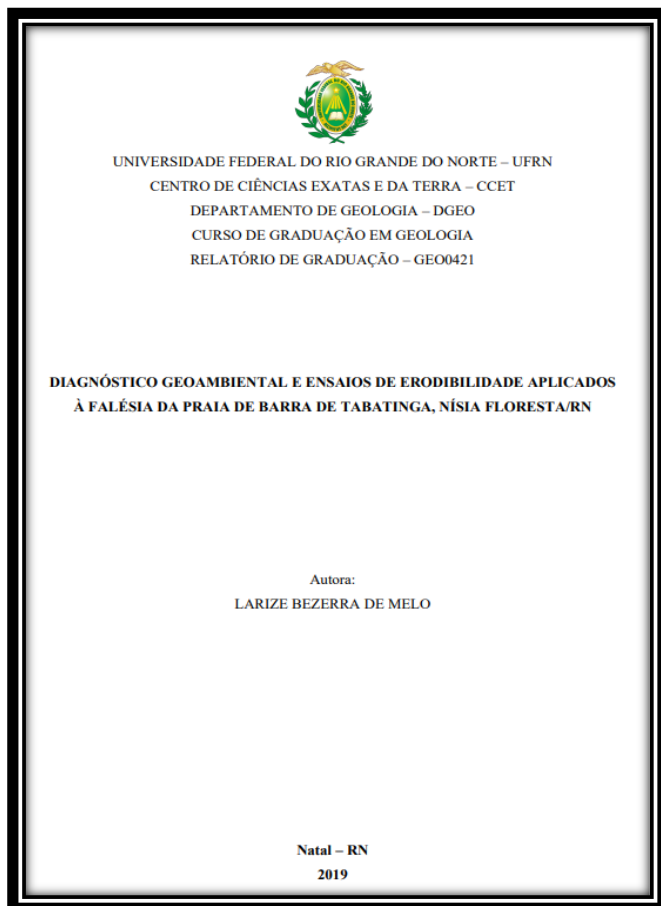 UNIVERSIDADE FEDERAL DO RIO GRANDE DO NORTE – UFRN
CENTRO DE CIÊNCIAS EXATAS E DA TERRA – CCET
DEPARTAMENTO DE GEOLOGIA – DGEO
CURSO DE GRADUAÇÃO EM GEOLOGIA
RELATÓRIO DE GRADUAÇÃO – GEO0421
DIAGNÓSTICO GEOAMBIENTAL E ENSAIOS DE ERODIBILIDADE APLICADOS
À FALÉSIA DA PRAIA DE BARRA DE TABATINGA, NÍSIA FLORESTA/RN
Autora:
LARIZE BEZERRA DE MELO
Natal – RN
2019